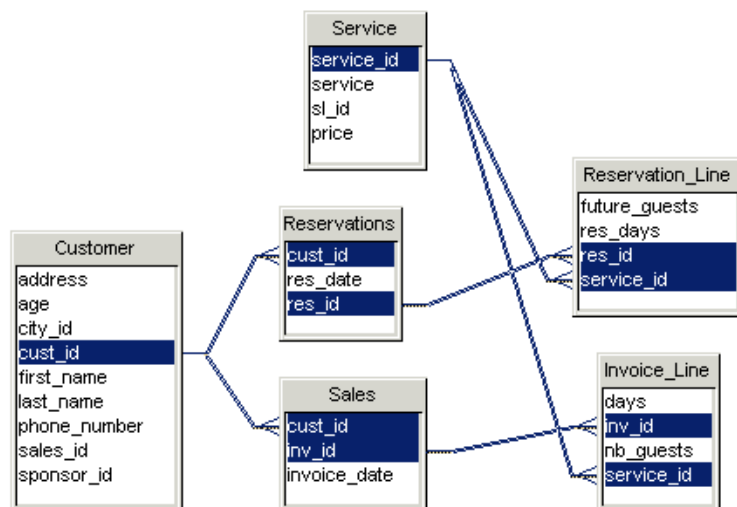 Service
service_id
service
sl_id
price
Reservation_Line
future_guests
res_days
res_id
service_id
Reservations
cust_id
res_date
res_id
Customer
address
age
city_id
cust_id
first_name
last_name
phone_number
sales_id
sponsor_id
Sales
cust_id
inv_id
invoice_date
Invoice_Line
days
inv_id
nb_guests
service_id